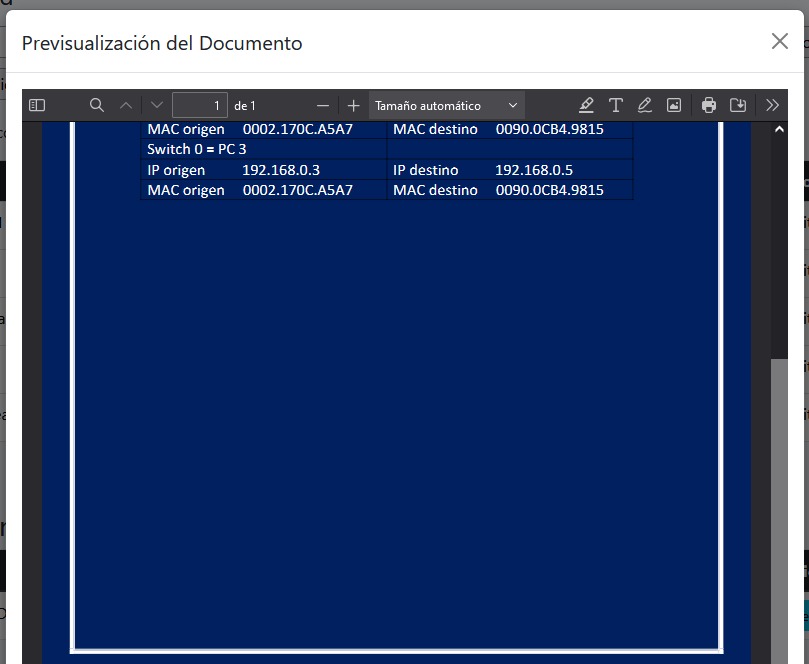 Previsualización del Documento
1 de 1 Tamaño automático
MAC origen 0002.170C.A5A7 MAC destino 0090.0CB4.9815
Switch 0 = PC 3
IP origen 192.168.0.3 IP destino 192.168.0.5
MAC origen 0002.170C.A5A7 MAC destino 0090.0CB4.9815